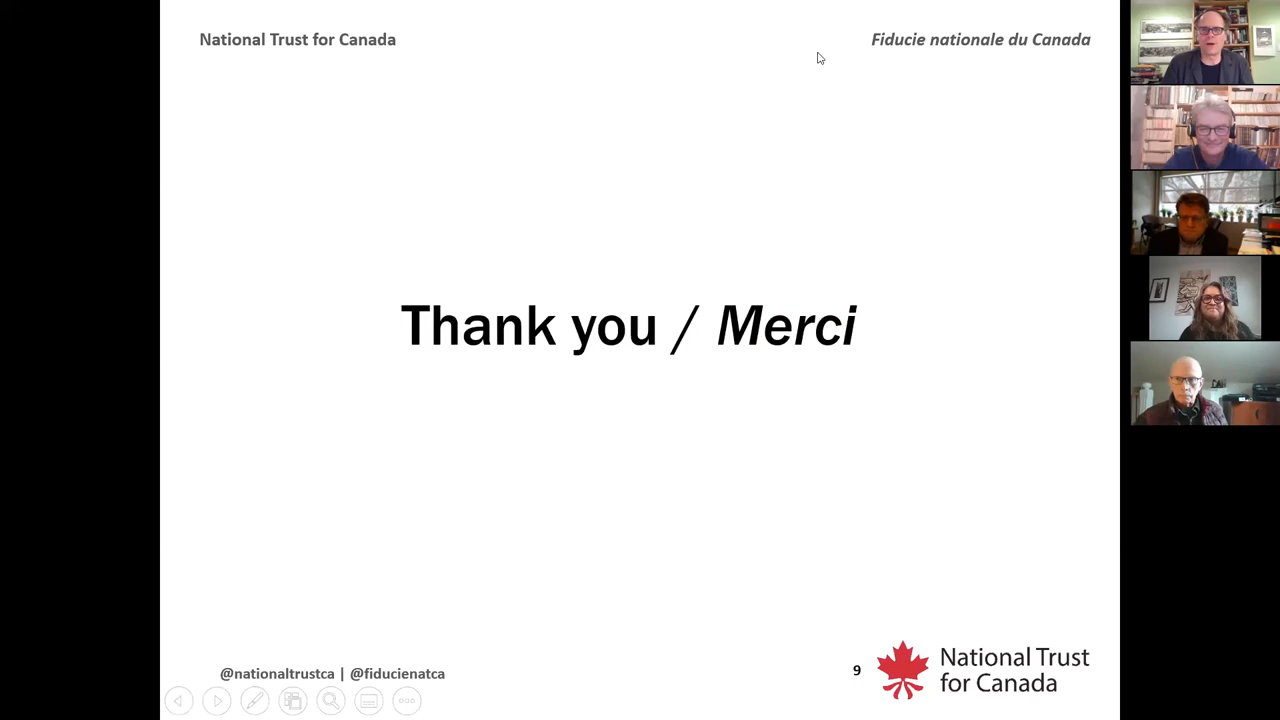 National Trust for Canada
Fiducie nationale du Canada
Thank you / Merci
@nationaltrustca | @fiducienatca
9
National Trust
for Canada